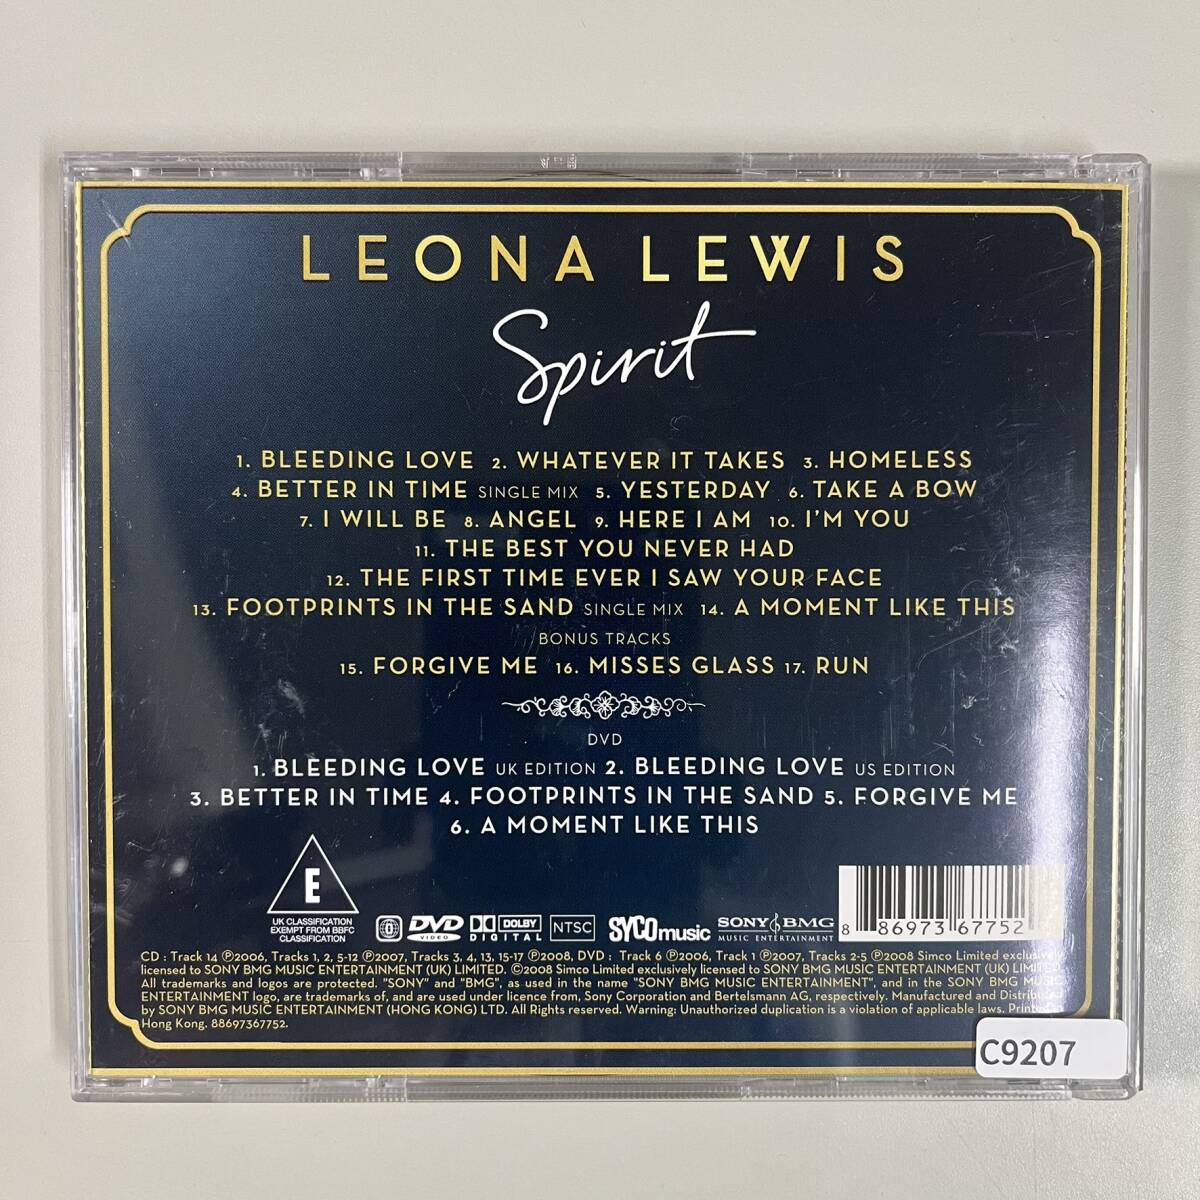 LEONA LEWIS
Spirit
1. BLEEDING LOVE 2. WHATEVER IT TAKES 3. HOMELESS
4. BETTER IN TIME SINGLE MIX 5. YESTERDAY 6. TAKE A BOW
7. I WILL BE 8. ANGEL 9. HERE I AM 10. I'M YOU
11. THE BEST YOU NEVER HAD
12. THE FIRST TIME EVER I SAW YOUR FACE
13. FOOTPRINTS IN THE SAND SINGLE MIX 14. A MOMENT LIKE THIS
BONUS TRACKS
15. FORGIVE ME 16. MISSES GLASS 17. RUN
DVD
1. BLEEDING LOVE UK EDITION 2. BLEEDING LOVE US EDITION
3. BETTER IN TIME 4. FOOTPRINTS IN THE SAND 5. FORGIVE ME
6. A MOMENT LIKE THIS
E
UK CLASSIFICATION
EXEMPT FROM BBFC
CLASSIFICATION
0 DVD VIDEO DOLBY DIGITAL NTSC SYCOmusic SONY BMG MUSIC ENTERTAINMENT
8 86973 67752
CD : Track 14 ℗2006, Tracks 1, 2, 5-12 ℗2007, Tracks 3, 4, 13, 15-17 ℗2008, DVD : Track 6 ℗2006, Track 1 ℗2007, Tracks 2-5 ℗2008 Simco Limited exclusively
licensed to SONY BMG MUSIC ENTERTAINMENT (UK) LIMITED. ©2008 Simco Limited exclusively licensed to SONY BMG MUSIC ENTERTAINMENT (UK) LIMITED.
All trademarks and logos are protected. "SONY" and "BMG", as used in the name "SONY BMG MUSIC ENTERTAINMENT", and in the SONY BMG MUSIC
ENTERTAINMENT logo, are trademarks of, and are used under licence from, Sony Corporation and Bertelsmann AG, respectively. Manufactured and Distributed
by SONY BMG MUSIC ENTERTAINMENT (HONG KONG) LTD. All Rights reserved. Warning: Unauthorized duplication is a violation of applicable laws.
Hong Kong. 88697367752.
C9207